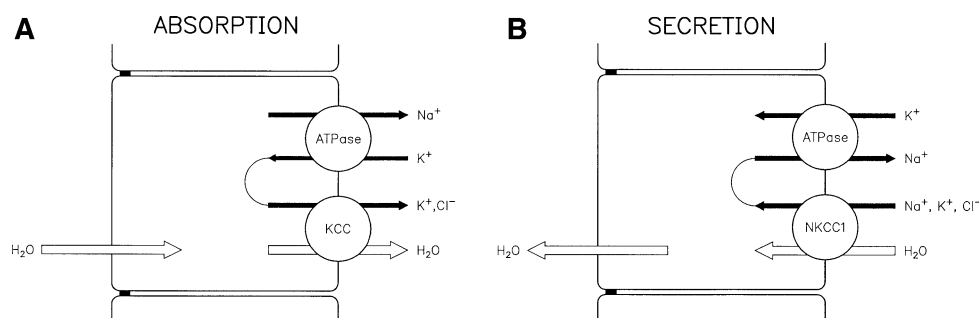 A ABSORPTION
Na⁺
ATPase
K⁺
K⁺,Cl⁻
KCC
H₂O
H₂O
B SECRETION
K⁺
ATPase
Na⁺
Na⁺, K⁺, Cl⁻
NKCC1
H₂O
H₂O